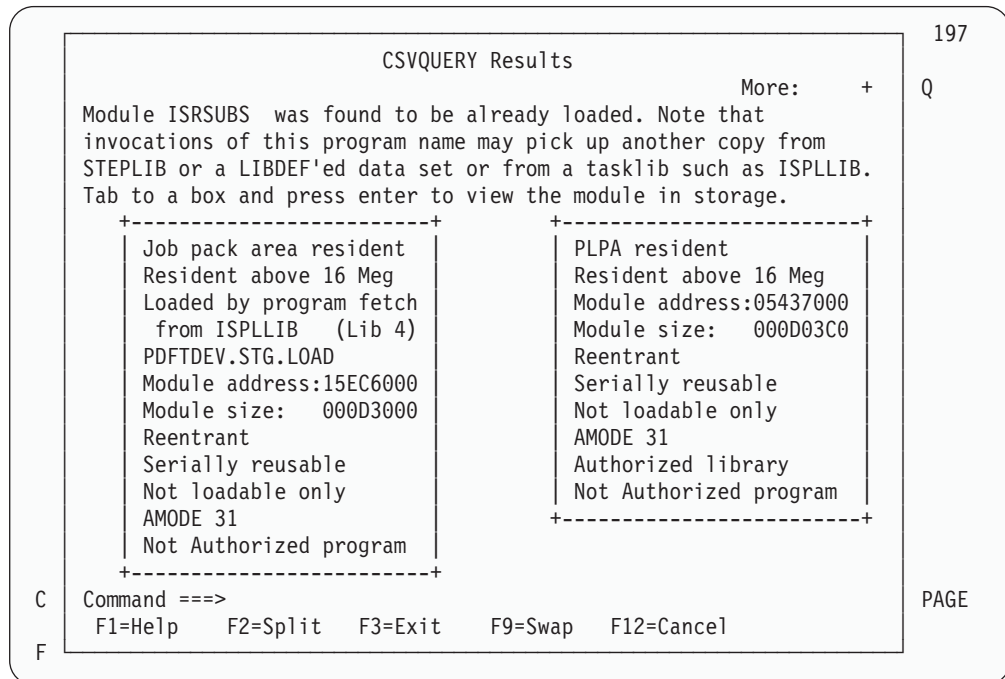 197
CSVQUERY Results
More:     +   Q
Module ISRSUBS  was found to be already loaded. Note that
invocations of this program name may pick up another copy from
STEPLIB or a LIBDEF'ed data set or from a tasklib such as ISPLLIB.
Tab to a box and press enter to view the module in storage.
+--------------------------+          +--------------------------+
| Job pack area resident   |          | PLPA resident            |
| Resident above 16 Meg    |          | Resident above 16 Meg    |
| Loaded by program fetch  |          | Module address:05437000  |
|  from ISPLLIB   (Lib 4)  |          | Module size:   000D03C0  |
| PDFTDEV.STG.LOAD         |          | Reentrant                |
| Module address:15EC6000  |          | Serially reusable        |
| Module size:   000D3000  |          | Not loadable only        |
| Reentrant                |          | AMODE 31                 |
| Serially reusable        |          | Authorized library       |
| Not loadable only        |          | Not Authorized program   |
| AMODE 31                 |          +--------------------------+
| Not Authorized program   |
+--------------------------+
C   Command ===>   PAGE
F1=Help     F2=Split    F3=Exit     F9=Swap    F12=Cancel
F